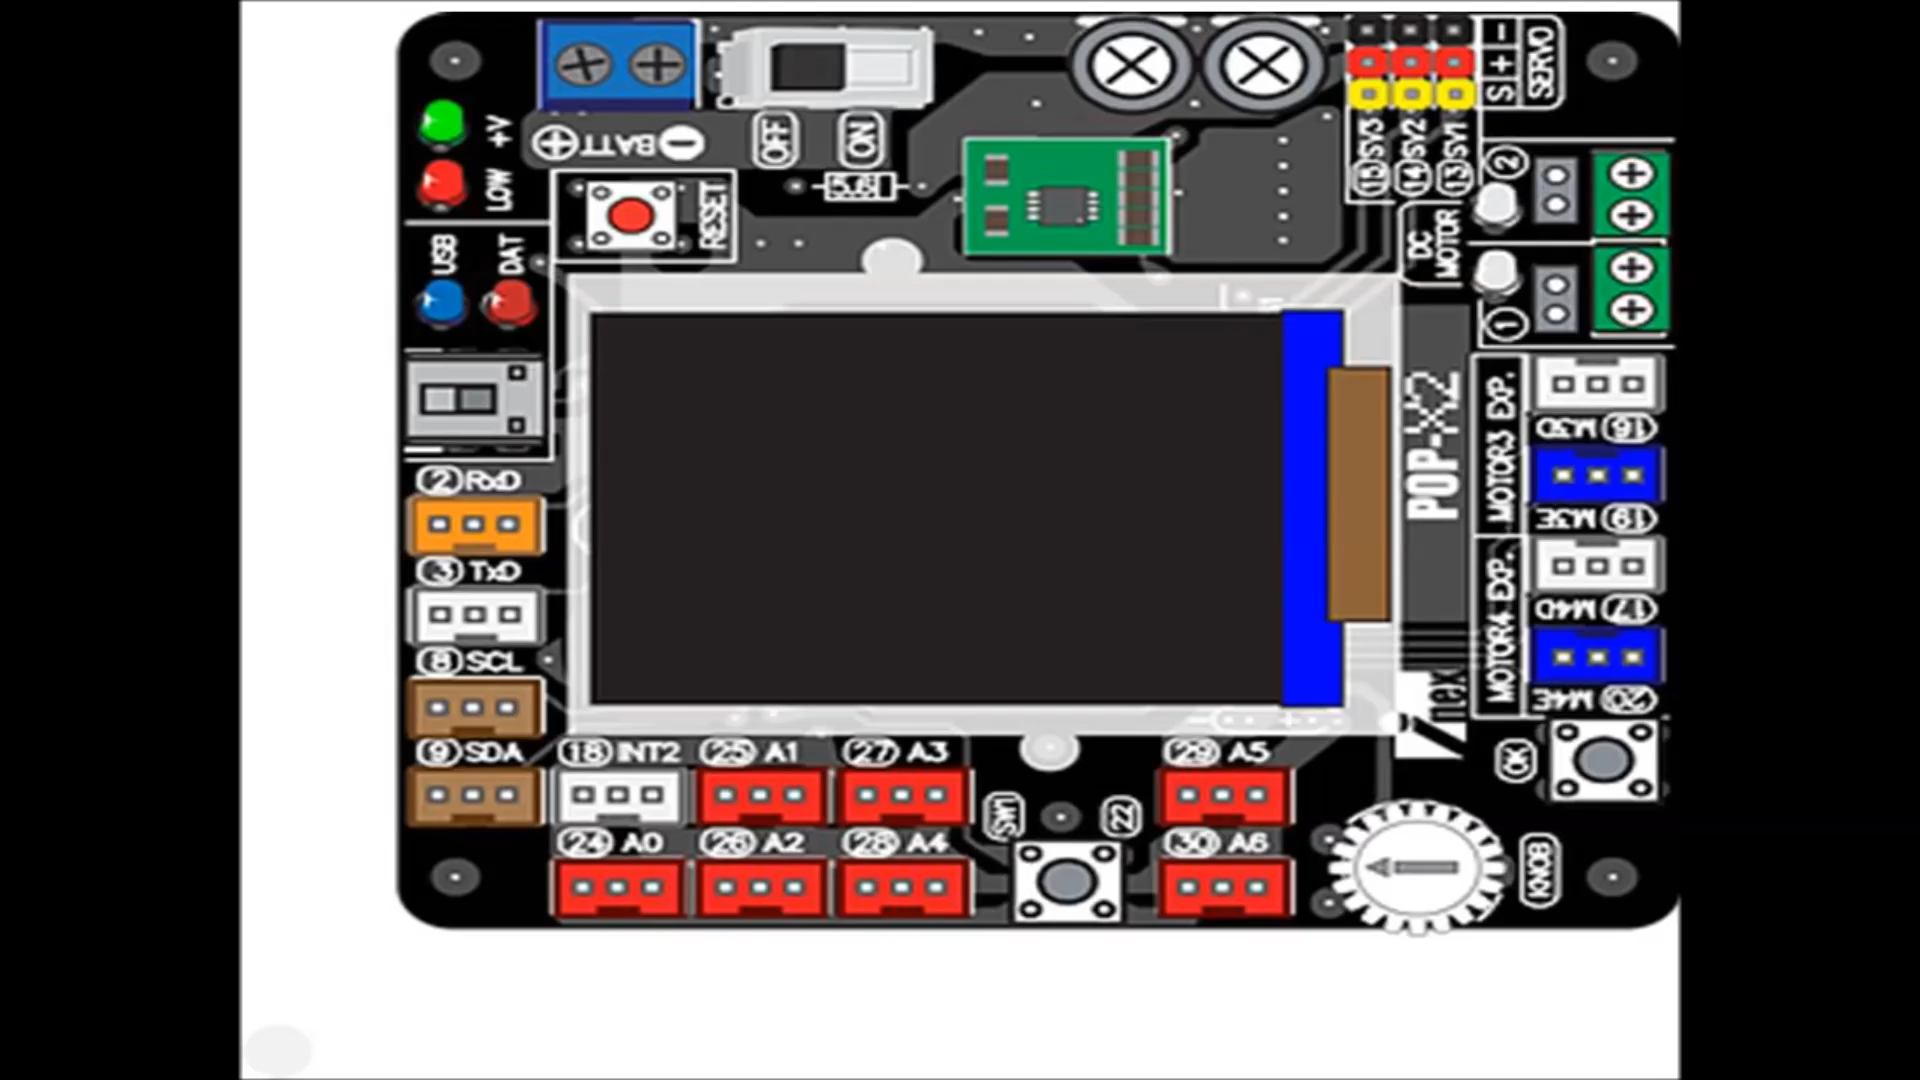 SERVO
- + S
+V
BATT
OFF
ON
15 SV3
14 SV2
13 SV1
2
LOW
5.6
RESET
DC
MOTOR
USB
DAT
1
POP-X2
MOTOR3 EXP.
16 M3D
2 RxD
19 M3E
3 TxD
MOTOR4 EXP.
17 M4D
8 SCL
20 M4E
9 SDA
18 INT2
25 A1
27 A3
29 A5
OK
SW1
22
24 A0
26 A2
28 A4
30 A6
KNOB